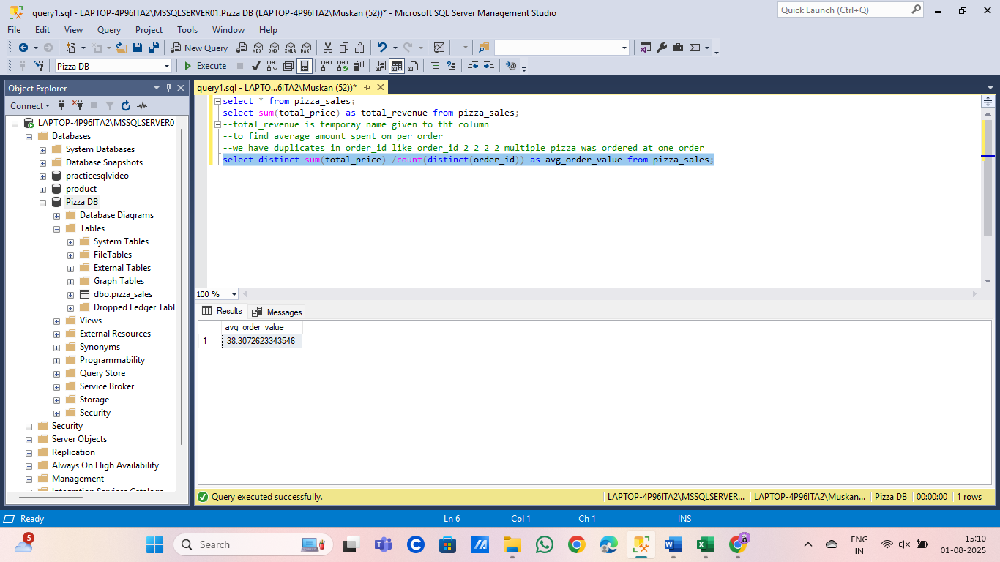 query1.sql - LAPTOP-4P96ITA2\MSSQLSERVER01.Pizza DB (LAPTOP-4P96ITA2\Muskan (52))* - Microsoft SQL Server Management Studio
Quick Launch (Ctrl+Q)
File Edit View Query Project Tools Window Help
New Query MDX DMX XMLA DAX
Pizza DB Execute
Object Explorer
query1.sql - LAPTO...6ITA2\Muskan (52))*
Connect
LAPTOP-4P96ITA2\MSSQLSERVER0
Databases
System Databases
Database Snapshots
practicesqlvideo
product
Pizza DB
Database Diagrams
Tables
System Tables
FileTables
External Tables
Graph Tables
dbo.pizza_sales
Dropped Ledger Tabl
Views
External Resources
Synonyms
Programmability
Query Store
Service Broker
Storage
Security
Security
Server Objects
Replication
Always On High Availability
Management
Integration Services Catalogs
select * from pizza_sales;
select sum(total_price) as total_revenue from pizza_sales;
--total_revenue is temporay name given to tht column
--to find average amount spent on per order
--we have duplicates in order_id like order_id 2 2 2 2 multiple pizza was ordered at one order
select distinct sum(total_price) /count(distinct(order_id)) as avg_order_value from pizza_sales;
100 %
Results Messages
avg_order_value
1 38.3072623343546
Query executed successfully. LAPTOP-4P96ITA2\MSSQLSERVER... LAPTOP-4P96ITA2\Muskan... Pizza DB 00:00:00 1 rows
Ready Ln 6 Col 1 Ch 1 INS
5 Search ENG IN 15:10 01-08-2025